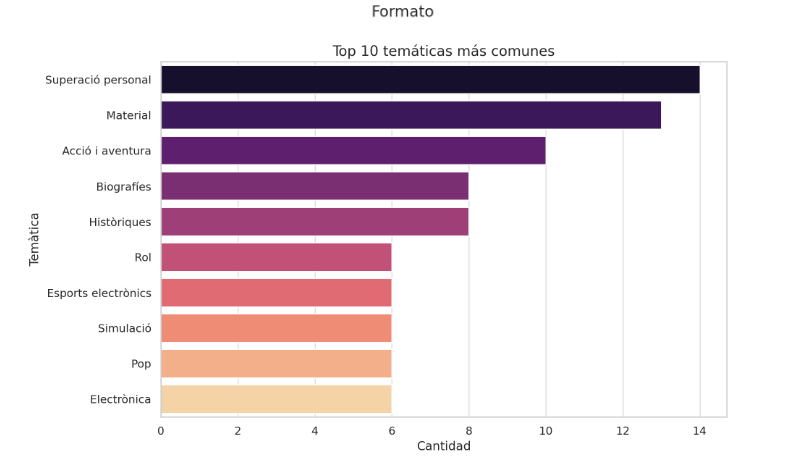 Formato
Top 10 temáticas más comunes
Temàtica
Superació personal
Material
Acció i aventura
Biografíes
Històriques
Rol
Esports electrònics
Simulació
Pop
Electrònica
0 2 4 6 8 10 12 14
Cantidad